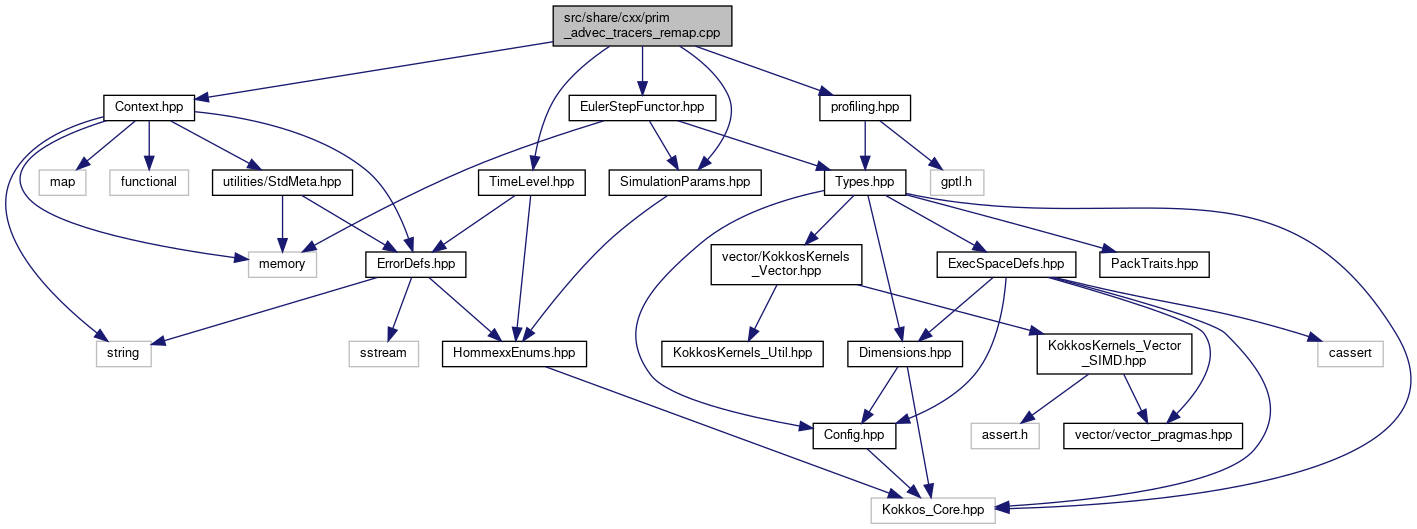 src/share/cxx/prim
_advec_tracers_remap.cpp
Context.hpp
EulerStepFunctor.hpp
profiling.hpp
map
functional
utilities/StdMeta.hpp
TimeLevel.hpp
SimulationParams.hpp
Types.hpp
gptl.h
memory
ErrorDefs.hpp
vector/KokkosKernels
_Vector.hpp
ExecSpaceDefs.hpp
PackTraits.hpp
string
sstream
HommexxEnums.hpp
KokkosKernels_Util.hpp
Dimensions.hpp
KokkosKernels_Vector
_SIMD.hpp
cassert
Config.hpp
assert.h
vector/vector_pragmas.hpp
Kokkos_Core.hpp